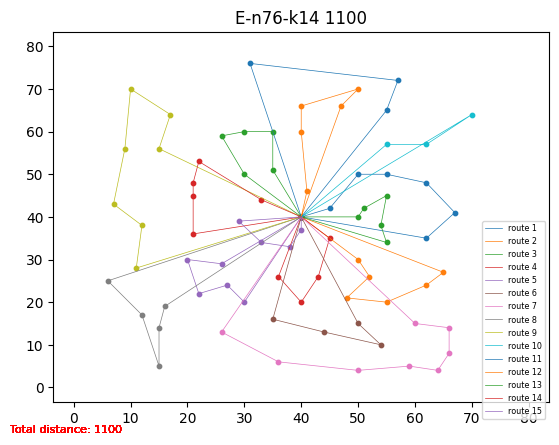 E-n76-k14 1100
80
70
60
50
40
30
20
10
0
route 1
route 2
route 3
route 4
route 5
route 6
route 7
route 8
route 9
route 10
route 11
route 12
route 13
route 14
route 15
0 10 20 30 40 50 60 70 80
Total distance: 1100